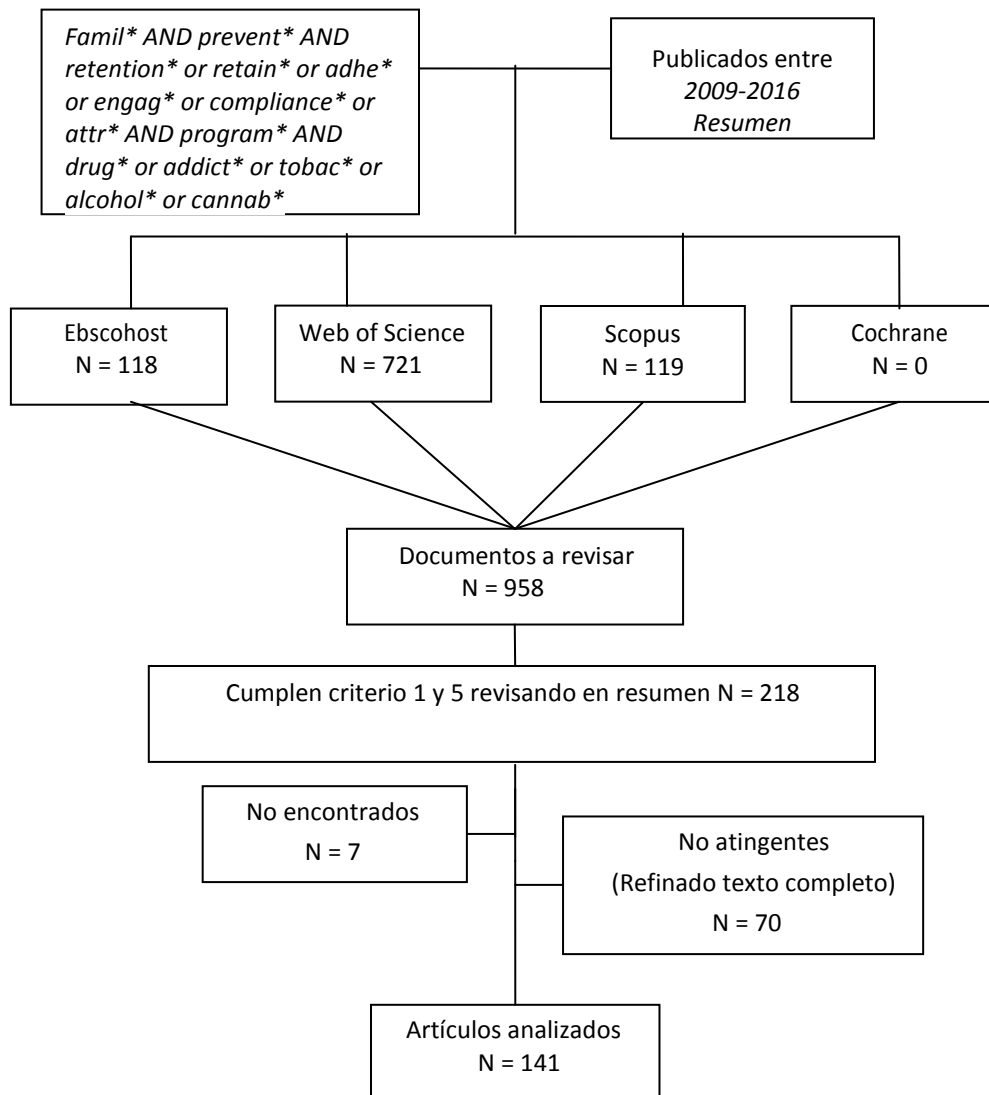 Famil* AND prevent* AND
retention* or retain* or adhe*
or engag* or compliance* or
attr* AND program* AND
drug* or addict* or tobac* or
alcohol* or cannab*
Publicados entre
2009-2016
Resumen
Ebscohost
N = 118
Web of Science
N = 721
Scopus
N = 119
Cochrane
N = 0
Documentos a revisar
N = 958
Cumplen criterio 1 y 5 revisando en resumen N = 218
No encontrados
N = 7
No atingentes
(Refinado texto completo)
N = 70
Artículos analizados
N = 141